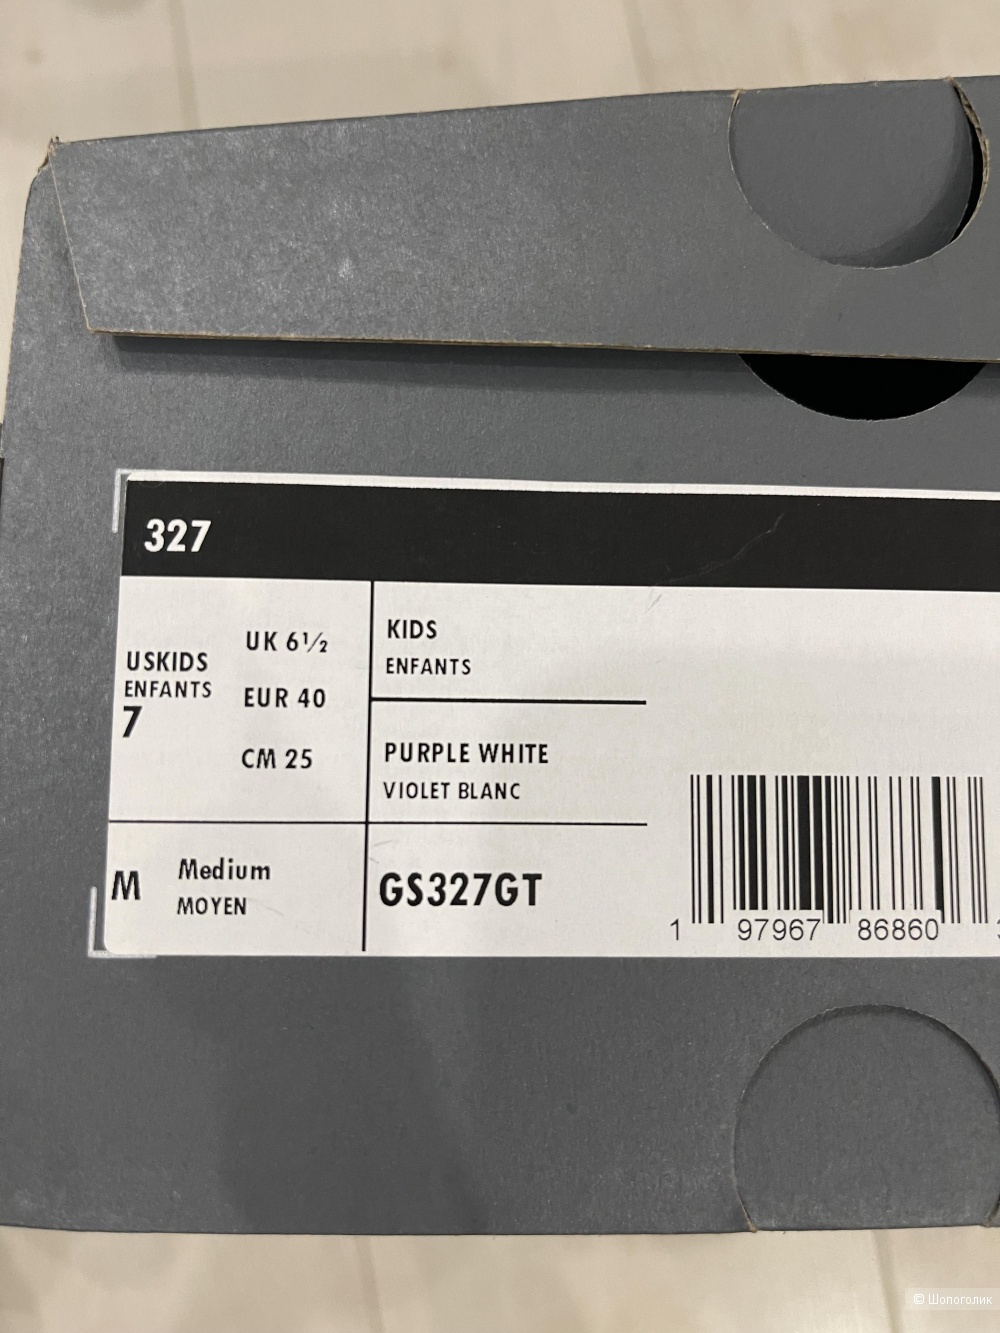 327
USKIDS
ENFANTS
7
UK 6½
EUR 40
CM 25
KIDS
ENFANTS
PURPLE WHITE
VIOLET BLANC
M Medium
MOYEN
GS327GT
1 97967 86860
© Шопоголик